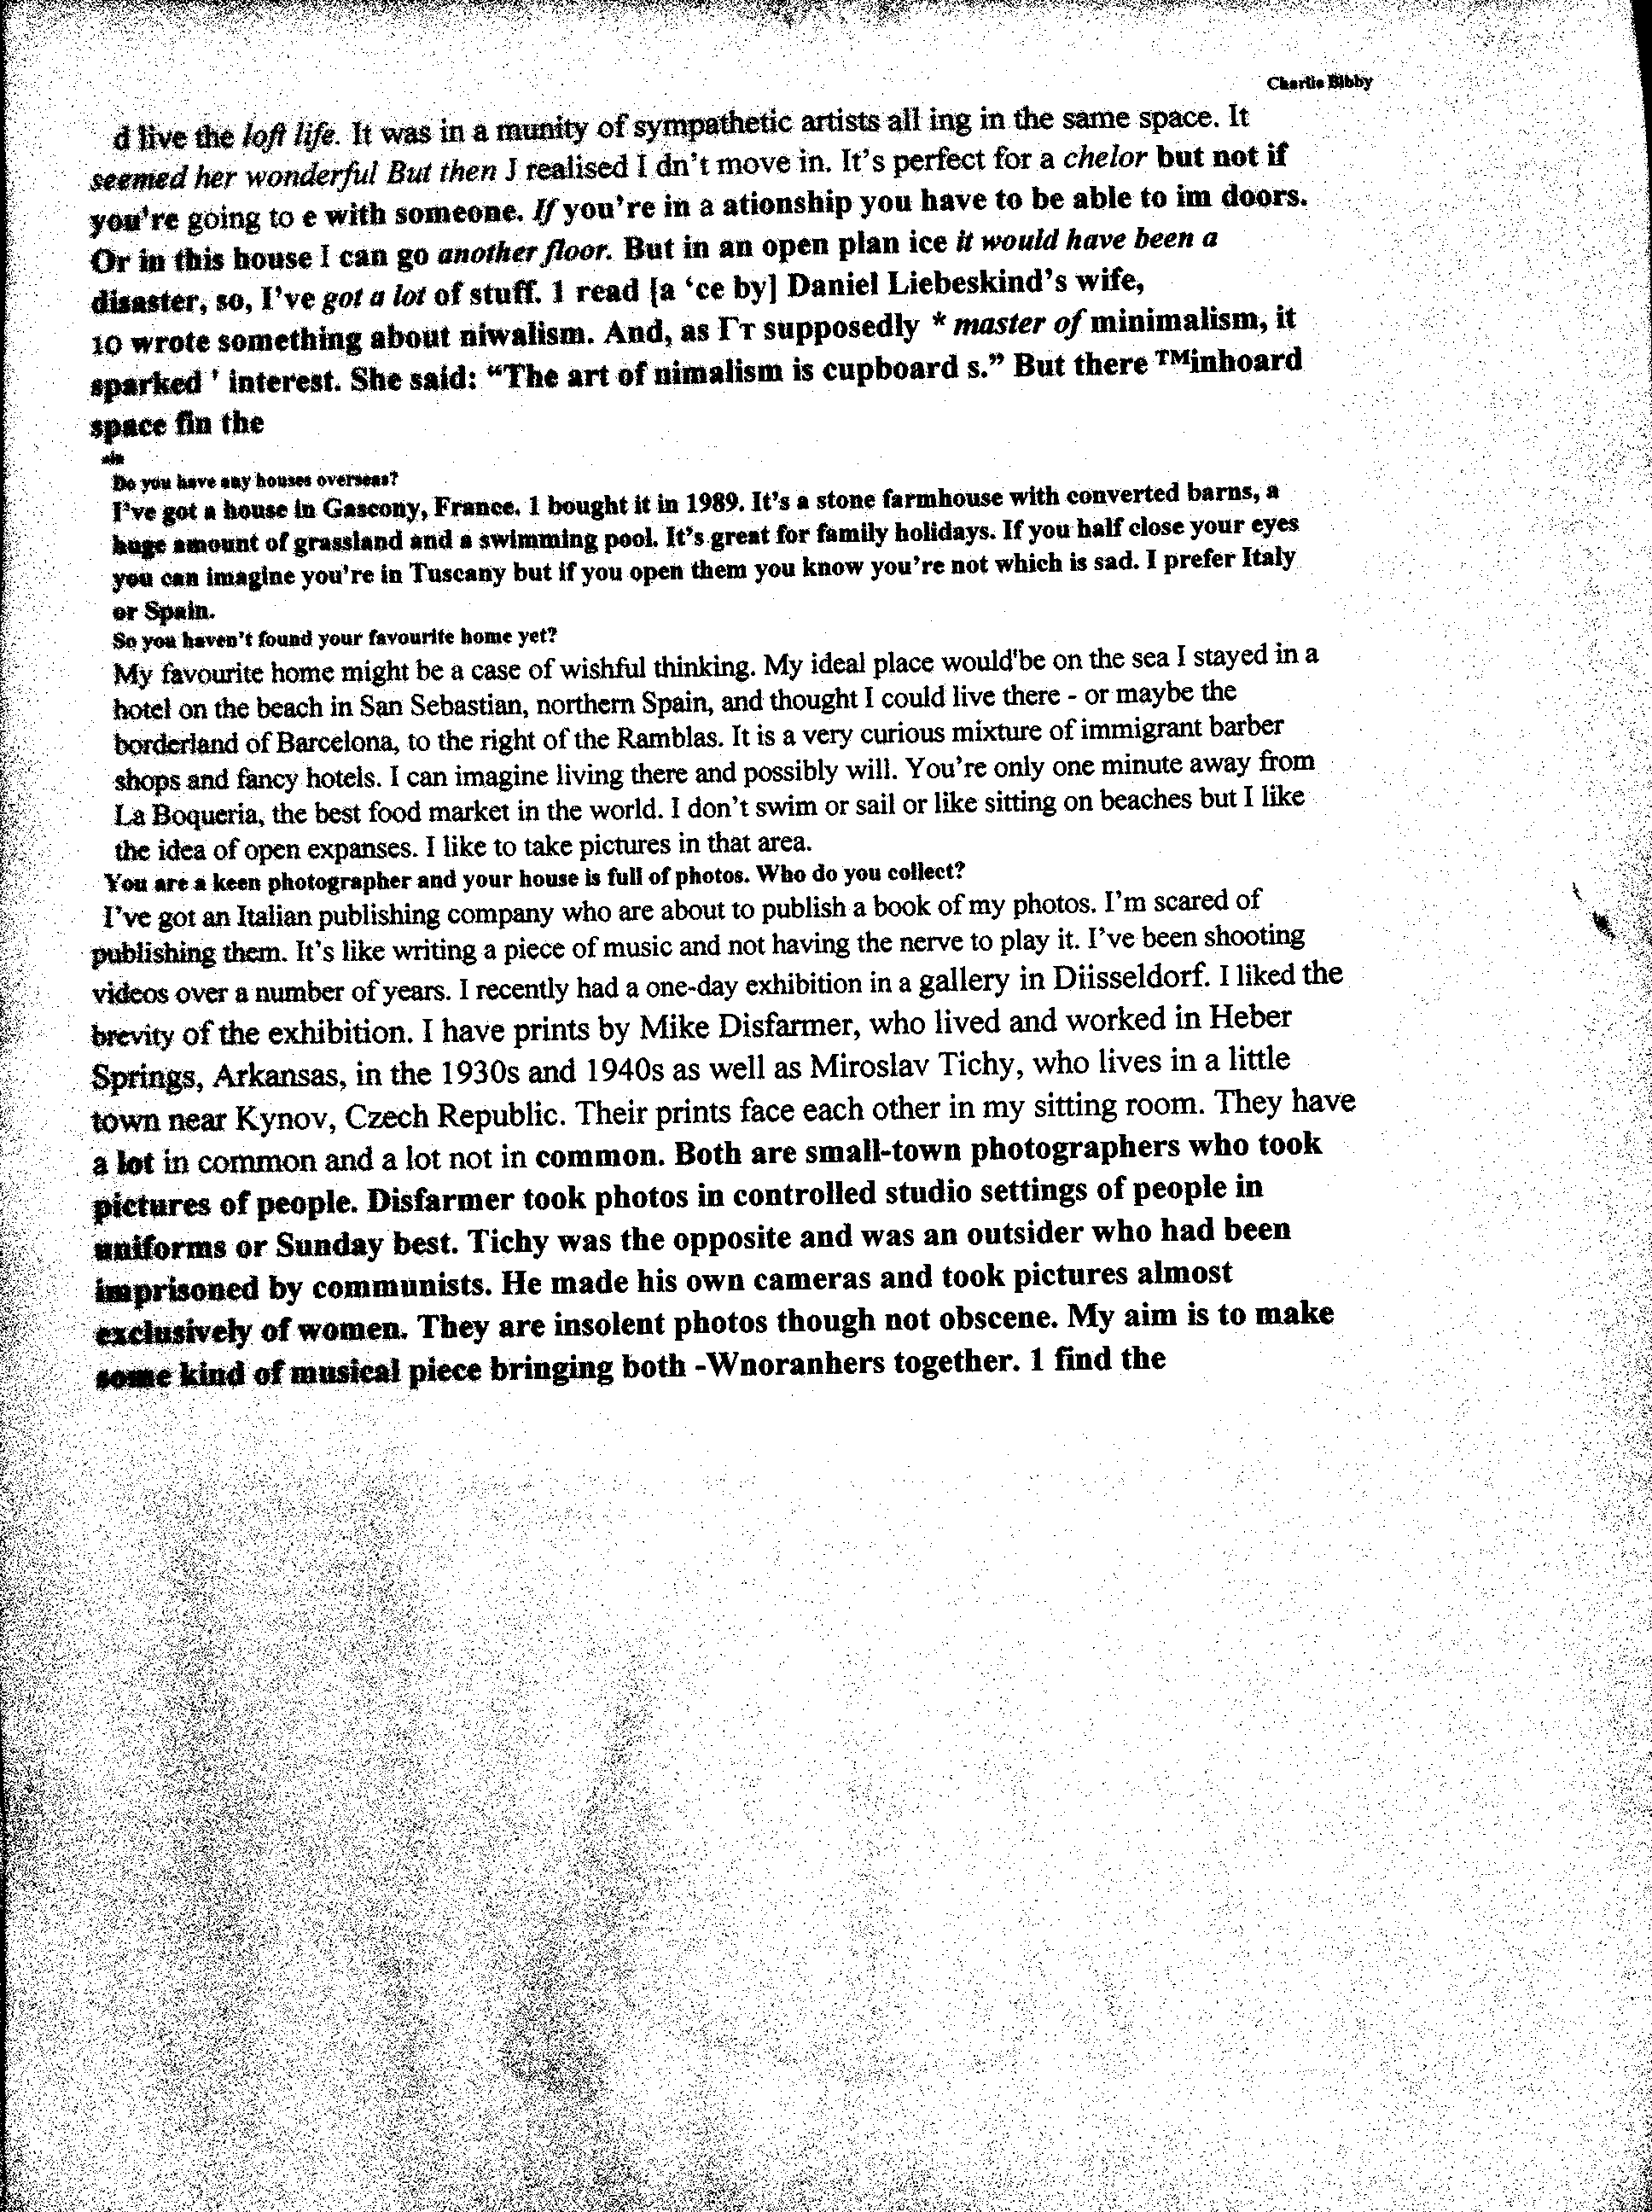 Charlie Bibby
d live the loft life. It was in a munity of sympathetic artists all ing in the same space. It
seemed her wonderful But then J realised I dn't move in. It's perfect for a chelor but not if
you're going to e with someone. If you're in a ationship you have to be able to im doors.
Or in this house I can go another floor. But in an open plan ice it would have been a
disaster, so, I've got a lot of stuff. 1 read [a ‘ce by] Daniel Liebeskind's wife,
10 wrote something about niwalism. And, as Гт supposedly * master of minimalism, it
sparked ' interest. She said: “The art of nimalism is cupboard s.” But there ™inhoard
space fin the
Do you have any houses overseas?
I've got a house in Gascony, France. 1 bought it in 1989. It's a stone farmhouse with converted barns, a
huge amount of grassland and a swimming pool. It's great for family holidays. If you half close your eyes
you can imagine you're in Tuscany but if you open them you know you're not which is sad. I prefer Italy
or Spain.
So you haven't found your favourite home yet?
My favourite home might be a case of wishful thinking. My ideal place would'be on the sea I stayed in a
hotel on the beach in San Sebastian, northern Spain, and thought I could live there - or maybe the
borderland of Barcelona, to the right of the Ramblas. It is a very curious mixture of immigrant barber
shops and fancy hotels. I can imagine living there and possibly will. You're only one minute away from
La Boqueria, the best food market in the world. I don't swim or sail or like sitting on beaches but I like
the idea of open expanses. I like to take pictures in that area.
You are a keen photographer and your house is full of photos. Who do you collect?
I've got an Italian publishing company who are about to publish a book of my photos. I'm scared of
publishing them. It's like writing a piece of music and not having the nerve to play it. I've been shooting
videos over a number of years. I recently had a one-day exhibition in a gallery in Diisseldorf. I liked the
brevity of the exhibition. I have prints by Mike Disfarmer, who lived and worked in Heber
Springs, Arkansas, in the 1930s and 1940s as well as Miroslav Tichy, who lives in a little
town near Kynov, Czech Republic. Their prints face each other in my sitting room. They have
a lot in common and a lot not in common. Both are small-town photographers who took
pictures of people. Disfarmer took photos in controlled studio settings of people in
uniforms or Sunday best. Tichy was the opposite and was an outsider who had been
imprisoned by communists. He made his own cameras and took pictures almost
exclusively of women. They are insolent photos though not obscene. My aim is to make
some kind of musical piece bringing both -Wnoranhers together. 1 find the